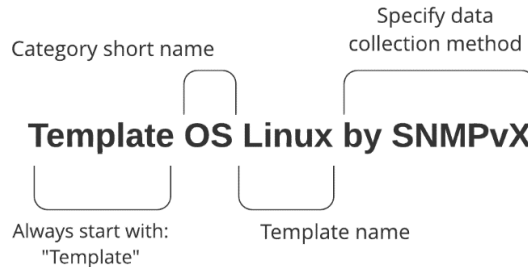 Specify data
collection method
Category short name
Template OS Linux by SNMPvX
Always start with:
"Template"
Template name